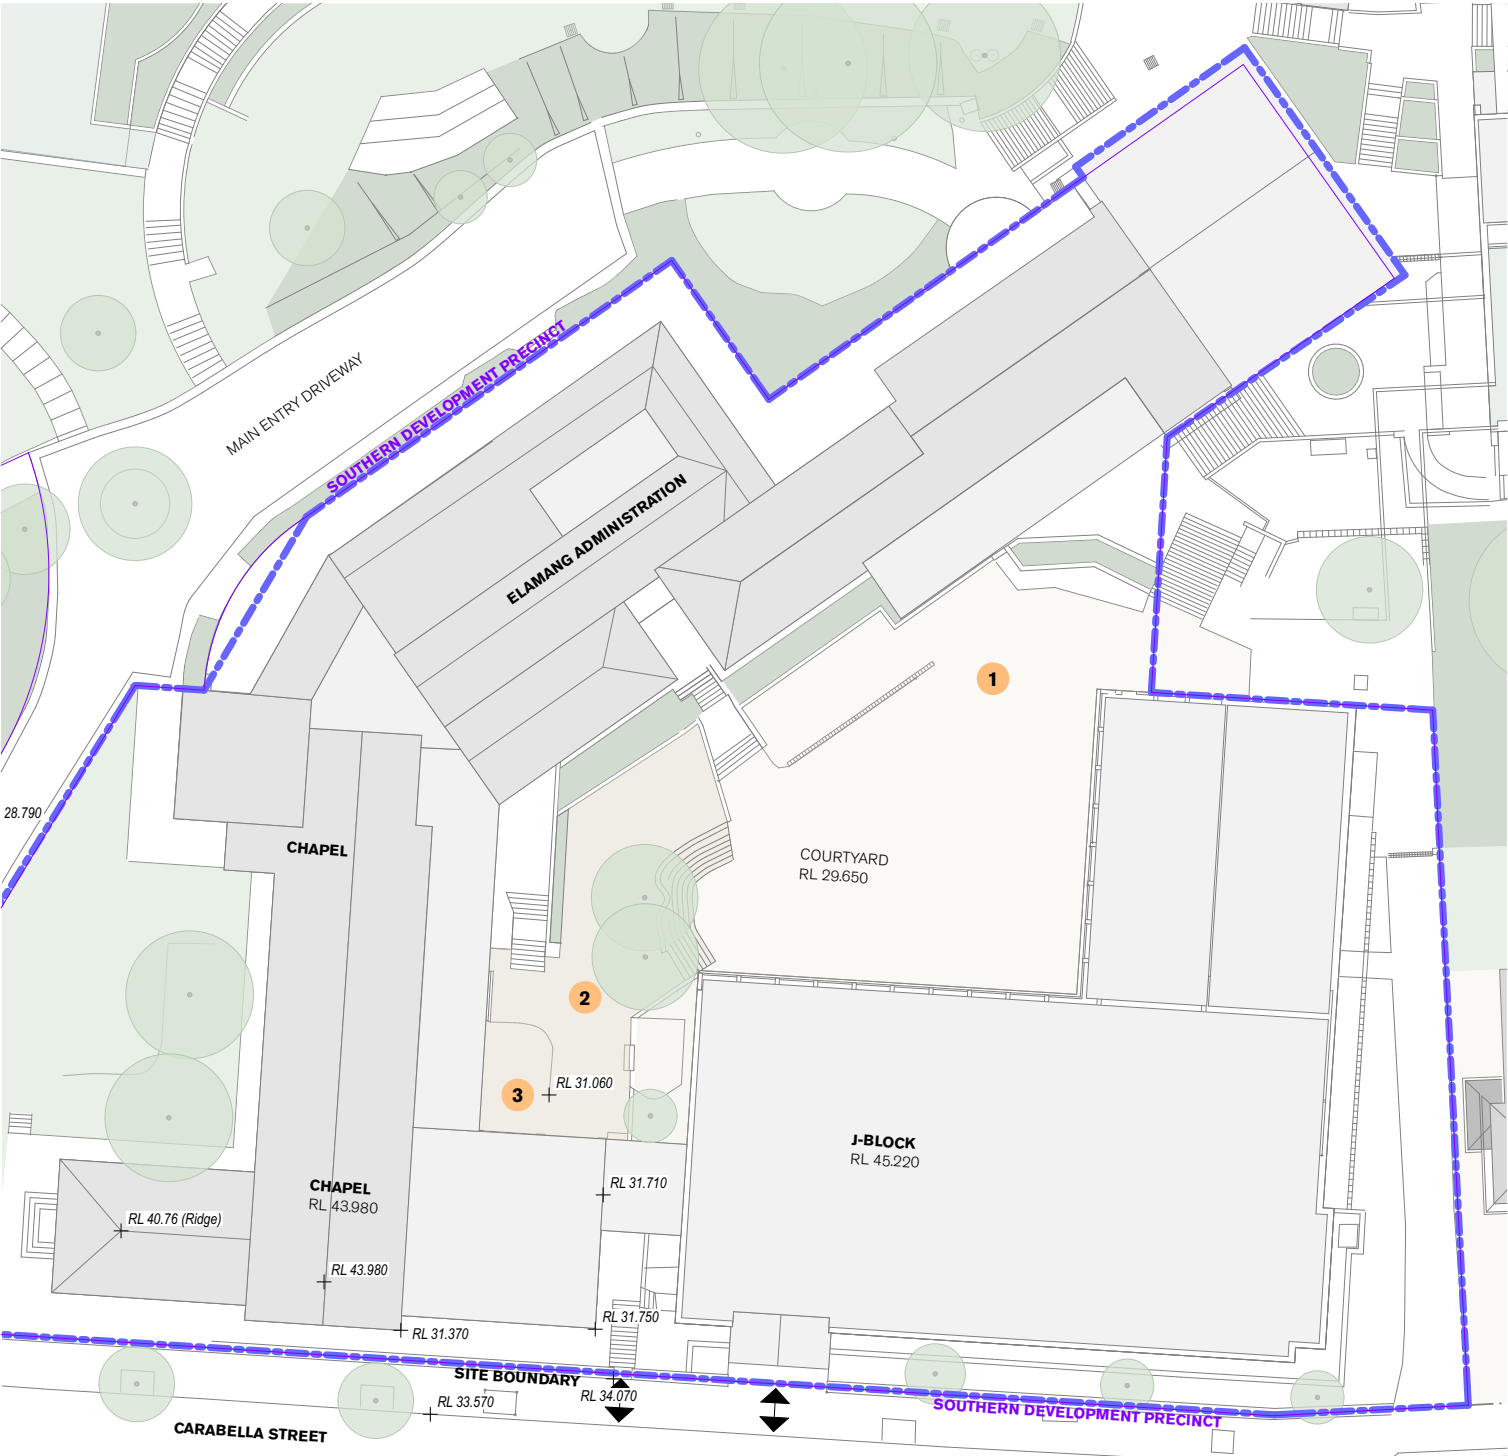 MAIN ENTRY DRIVEWAY
SOUTHERN DEVELOPMENT PRECINCT
ELAMANG ADMINISTRATION
1
28.790
CHAPEL
COURTYARD
RL 29.650
2
3
RL 31.060
J-BLOCK
RL 45.220
CHAPEL
RL 43.980
RL 31.710
RL 40.76 (Ridge)
RL 43.980
RL 31.750
RL 31.370
SITE BOUNDARY
RL 34.070
RL 33.570
SOUTHERN DEVELOPMENT PRECINCT
CARABELLA STREET